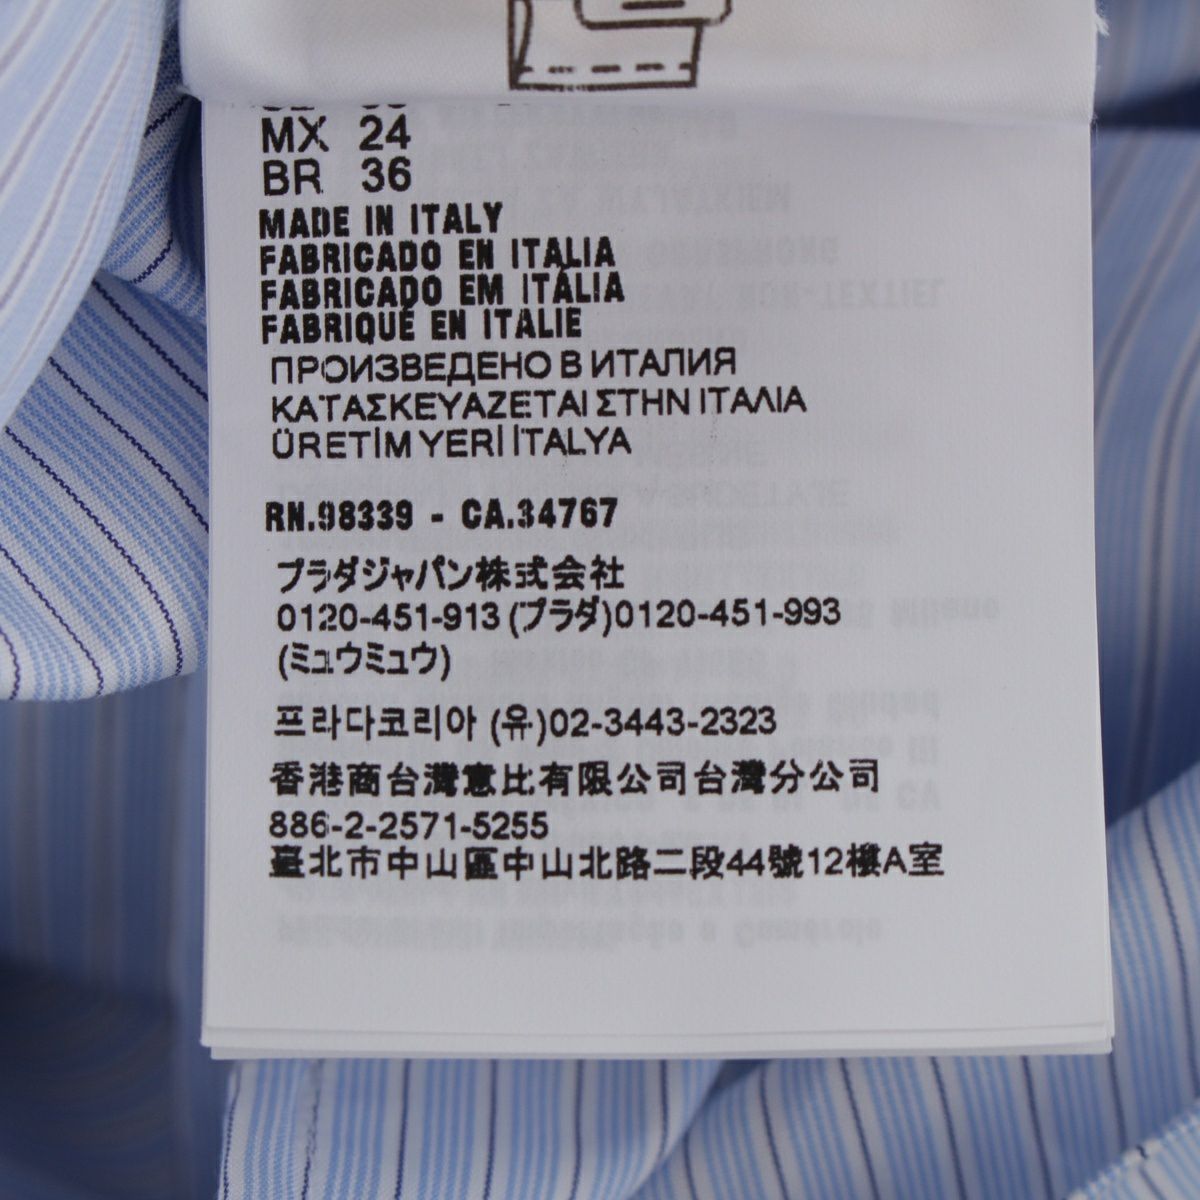 MX 24
BR 36
MADE IN ITALY
FABRICADO EN ITALIA
FABRICADO EM ITÁLIA
FABRIQUÉ EN ITALIE
ПРОИЗВЕДЕНО В ИТАЛИЯ
ΚΑΤΑΣΚΕΥΑΖΕΤΑΙ ΣΤΗΝ ΙΤΑΛΙΑ
ÜRETİM YERİ İTALYA
RN.98339 - CA.34767
プラダジャパン株式会社
0120-451-913 (プラダ)0120-451-993
(ミュウミュウ)
프라다코리아 (유)02-3443-2323
香港商台灣意比有限公司台灣分公司
886-2-2571-5255
臺北市中山區中山北路二段44號12樓A室